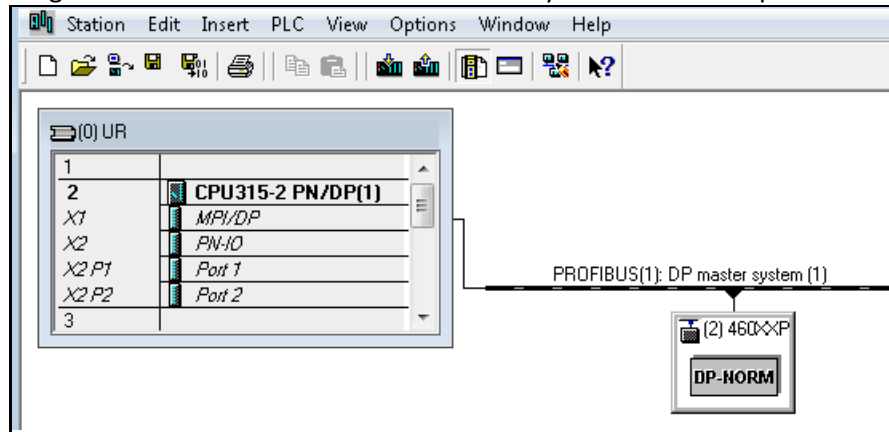 Station Edit Insert PLC View Options Window Help
(0) UR
1
2 CPU315-2 PN/DP(1)
X1 MPI/DP
X2 PN-IO
X2 P1 Port 1
X2 P2 Port 2
3
PROFIBUS(1): DP master system (1)
(2) 460XXP
DP-NORM